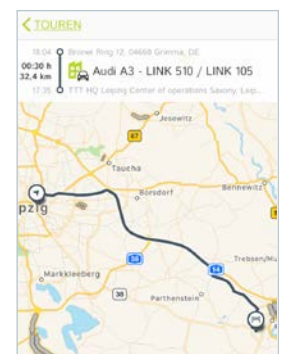 TOUREN
18:04 Broner Ring 12, 04668 Grimma, DE
00:30 h
32,4 km
Audi A3 - LINK 510 / LINK 105
17:35 TTT HQ Leipzig Center of operations Saxony, Leip...
Jesewitz
87
Taucha
Borsdorf
Bennewitz
pzig
Markkleeberg
Trebsen/Mu
38
Parthenstein